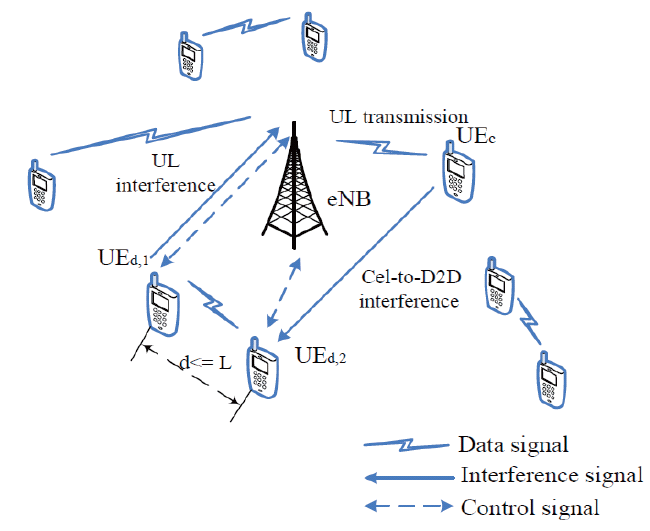 UL transmission
UEc
UL
interference
eNB
UEd,1
Cel-to-D2D
interference
UEd,2
d<= L
Data signal
Interference signal
Control signal